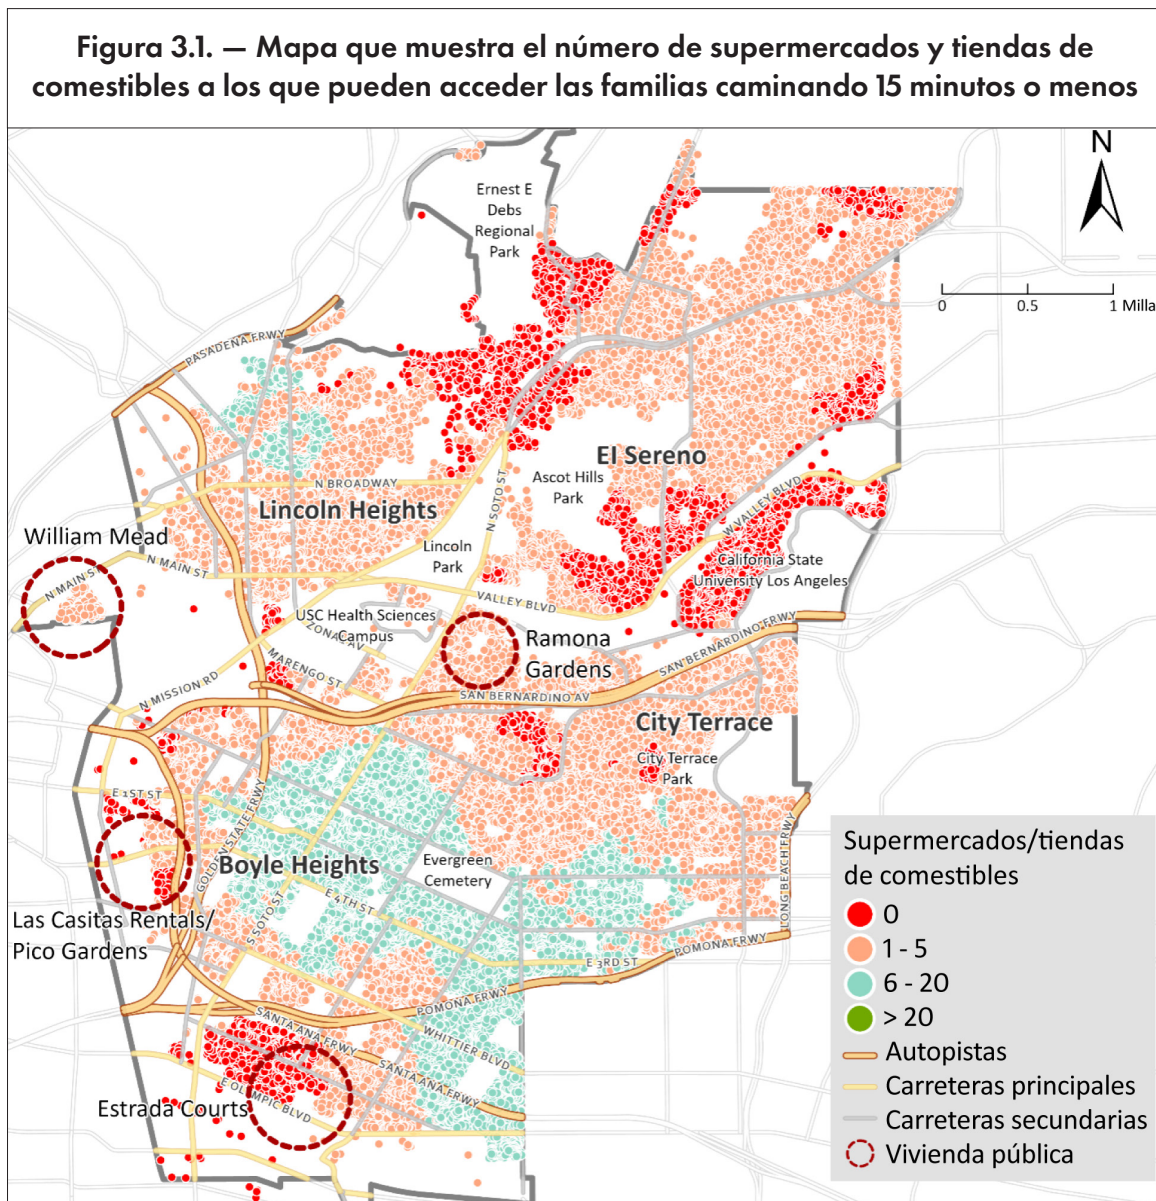 Figura 3.1. — Mapa que muestra el número de supermercados y tiendas de
comestibles a los que pueden acceder las familias caminando 15 minutos o menos
N
Ernest E
Debs
Regional
Park
0 0.5 1 Milla
PASADENA FRWY
El Sereno
Ascot Hills
Park
N BROADWAY
Lincoln Heights
N SOTO ST
W VALLEY BLVD
William Mead
Lincoln
Park
N MAIN ST
N MAIN ST
California State
University Los Angeles
VALLEY BLVD
USC Health Sciences
Campus
ZONAL AV
Ramona
Gardens
MARENGO ST
SAN BERNARDINO FRWY
N MISSION RD
SAN BERNARDINO AV
City Terrace
City Terrace
Park
E 1ST ST
GOLDEN STATE FRWY
LONG BEACH FRWY
Boyle Heights
Evergreen
Cemetery
E 4TH ST
S SOTO ST
Las Casitas Rentals/
Pico Gardens
E 3RD ST
POMONA FRWY
POMONA FRWY
SANTA ANA FRWY
WHITTIER BLVD
SANTA ANA FRWY
E OLYMPIC BLVD
Estrada Courts
Supermercados/tiendas
de comestibles
0
1 - 5
6 - 20
> 20
Autopistas
Carreteras principales
Carreteras secundarias
Vivienda pública